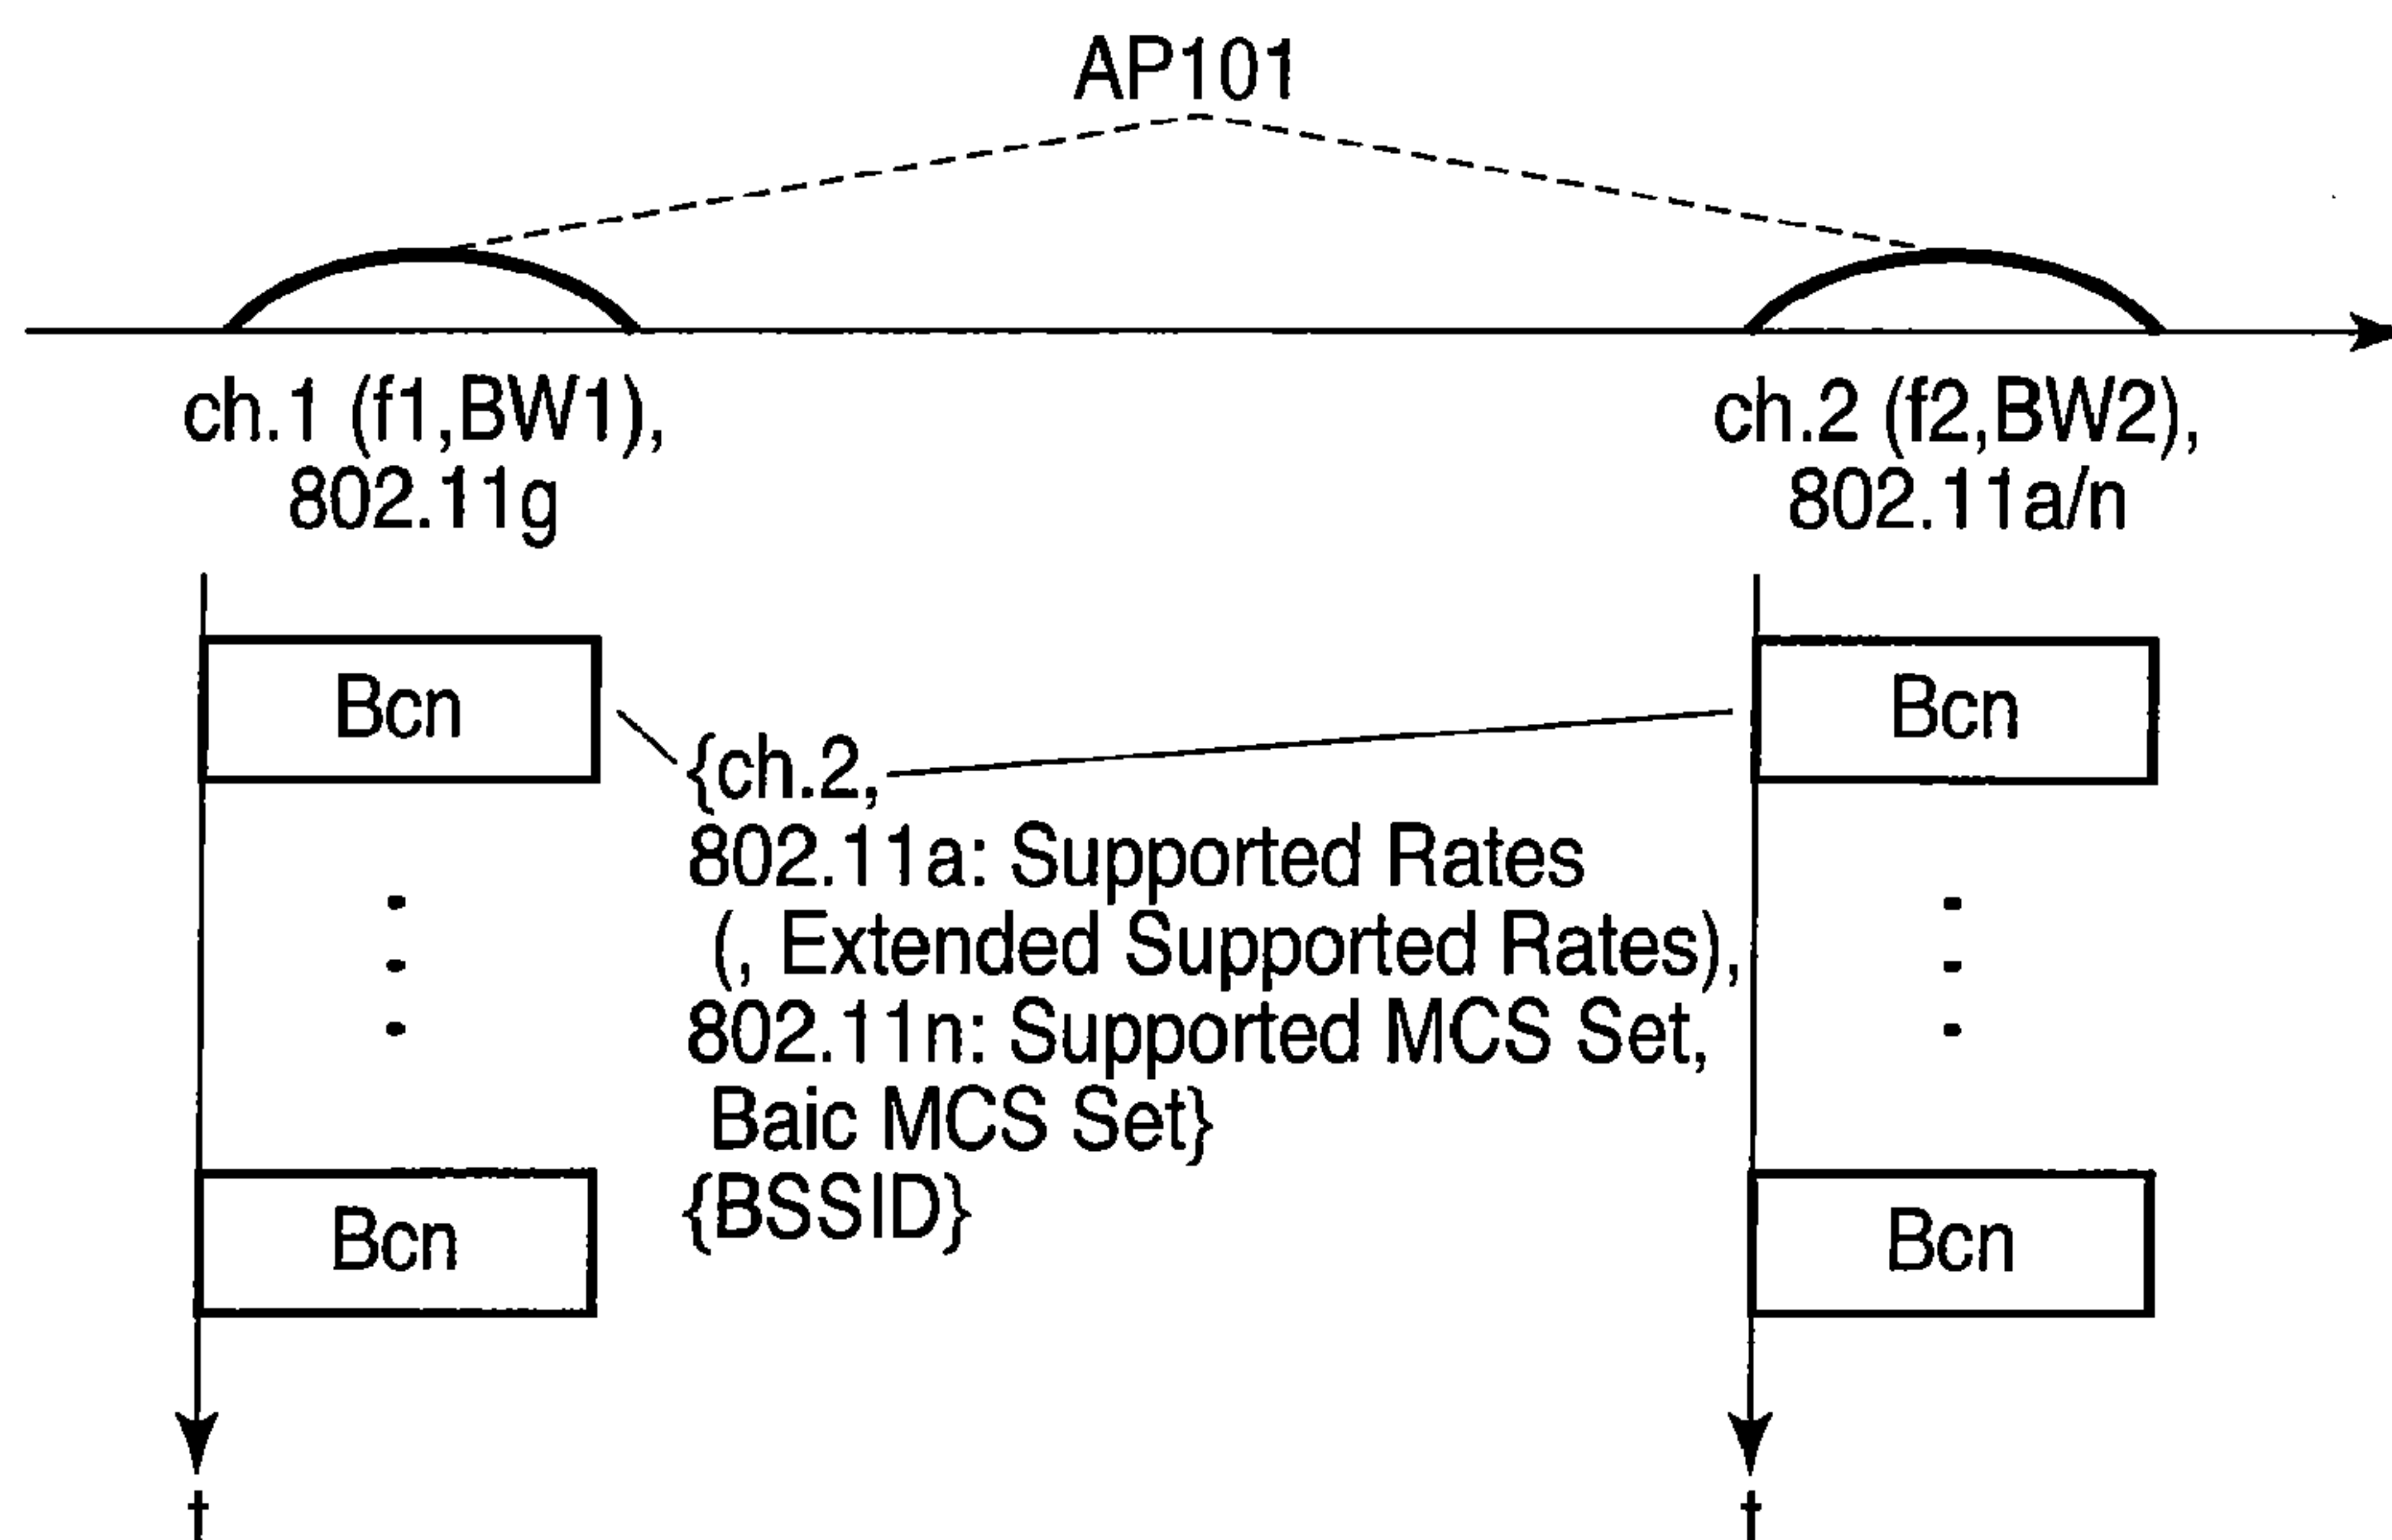 AP101
ch.1 (f1,BW1),
802.11g
ch.2 (f2,BW2),
802.11a/n
Bcn
Bcn
{ch.2,
802.11a: Supported Rates
(, Extended Supported Rates),
802.11n: Supported MCS Set,
Baic MCS Set}
{BSSID}
Bcn
Bcn
t
t